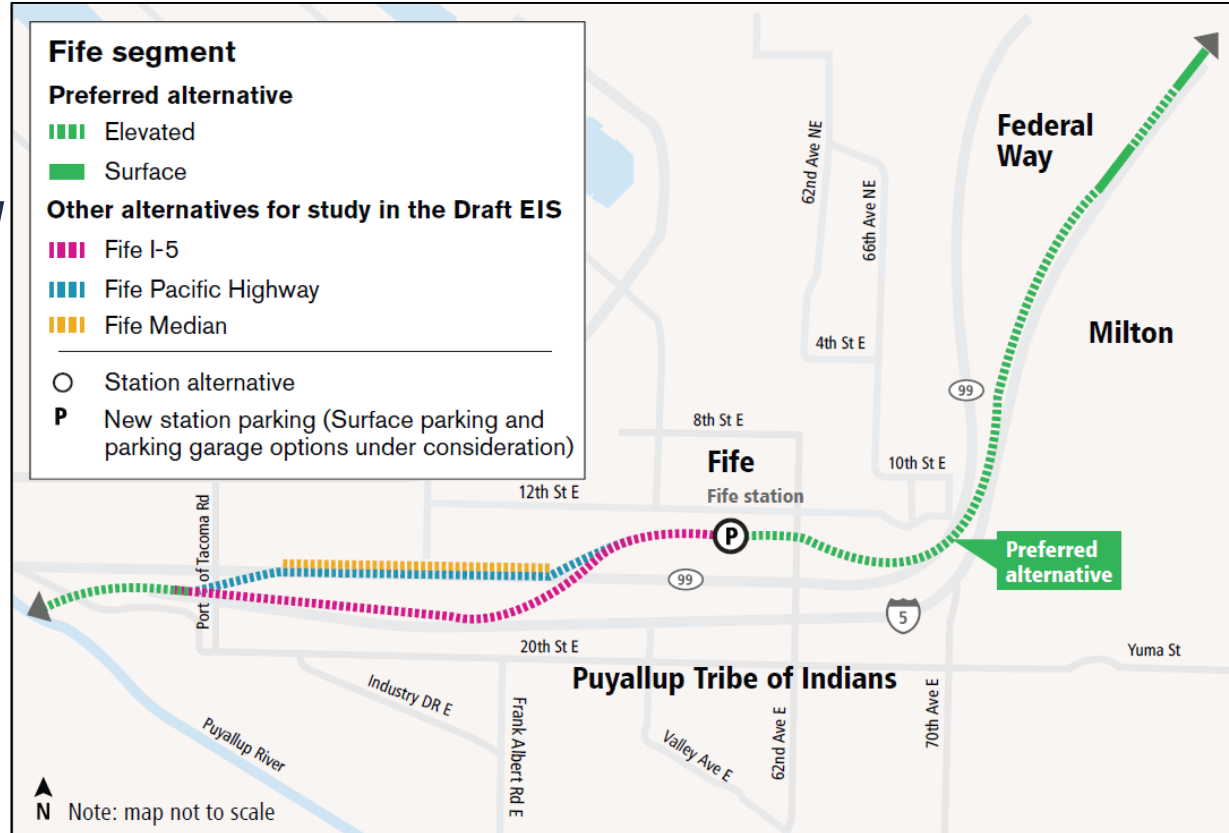 Fife segment
Preferred alternative
Elevated
Surface
Other alternatives for study in the Draft EIS
Fife I-5
Fife Pacific Highway
Fife Median
Station alternative
P New station parking (Surface parking and
parking garage options under consideration)
Federal
Way
62nd Ave NE
66th Ave NE
Milton
4th St E
99
8th St E
Fife
10th St E
Fife station
12th St E
P
Port of Tacoma Rd
Preferred
alternative
99
5
20th St E
Yuma St
Puyallup Tribe of Indians
Industry DR E
Frank Albert Rd E
Valley Ave E
62nd Ave E
70th Ave E
Puyallup River
N Note: map not to scale